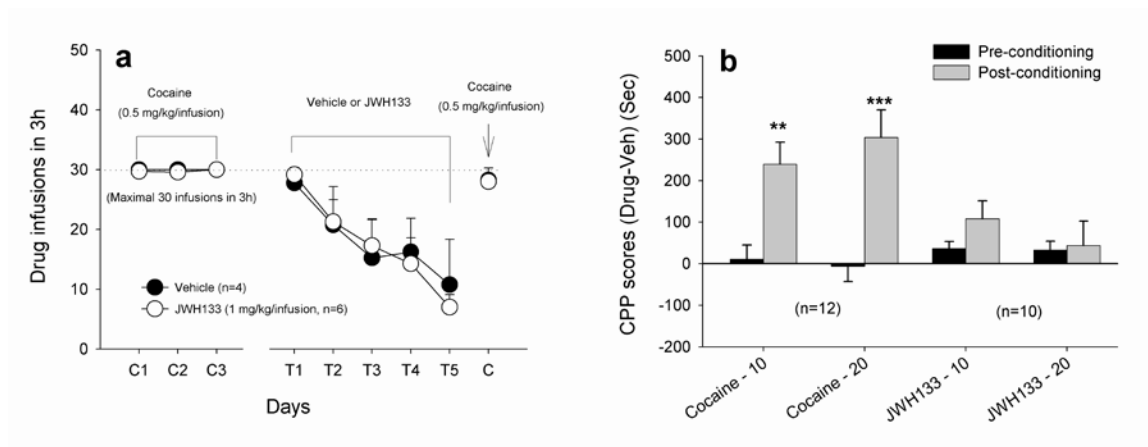 a
50
40
30
20
10
0
Drug infusions in 3h
Cocaine
(0.5 mg/kg/infusion)
Vehicle or JWH133
Cocaine
(0.5 mg/kg/infusion)
(Maximal 30 infusions in 3h)
Vehicle (n=4)
JWH133 (1 mg/kg/infusion, n=6)
C1 C2 C3 T1 T2 T3 T4 T5 C
Days
b
Pre-conditioning
Post-conditioning
500
400
300
200
100
0
-100
-200
CPP scores (Drug-Veh) (Sec)
**
***
(n=12)
(n=10)
Cocaine - 10
Cocaine - 20
JWH133 - 10
JWH133 - 20